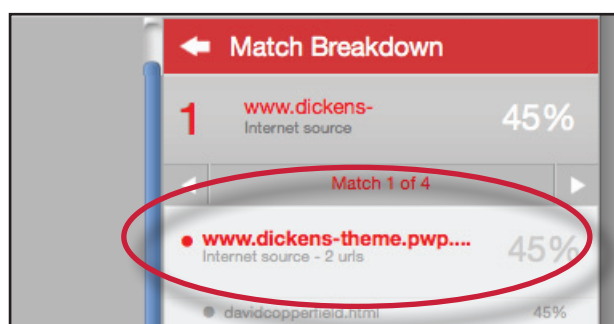 Match Breakdown
1 www.dickens- 45%
Internet source
Match 1 of 4
www.dickens-theme.pwp.... 45%
Internet source - 2 urls
davidcopperfield.html 45%